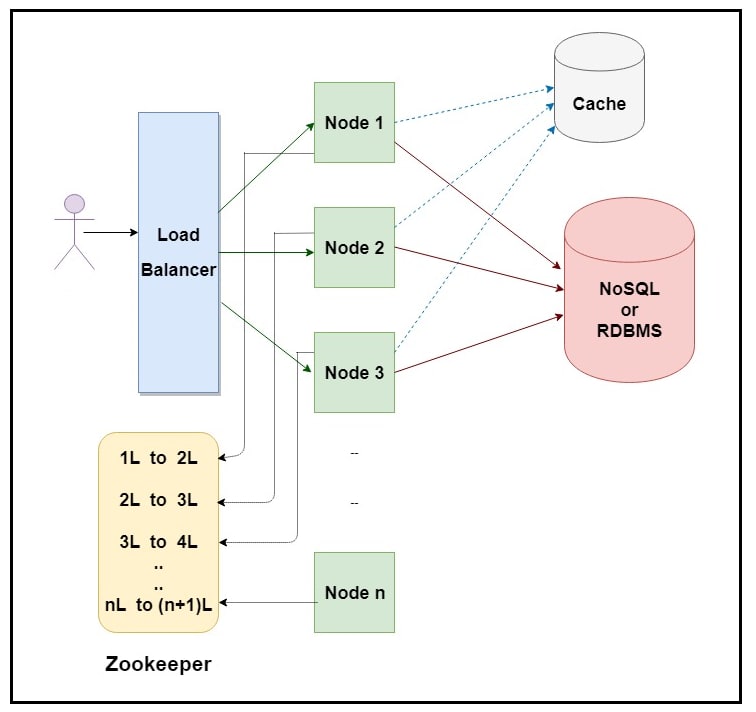 Load
Balancer
Node 1
Node 2
Node 3
--
--
Node n
Cache
NoSQL
or
RDBMS
1L to 2L
2L to 3L
3L to 4L
..
..
nL to (n+1)L
Zookeeper